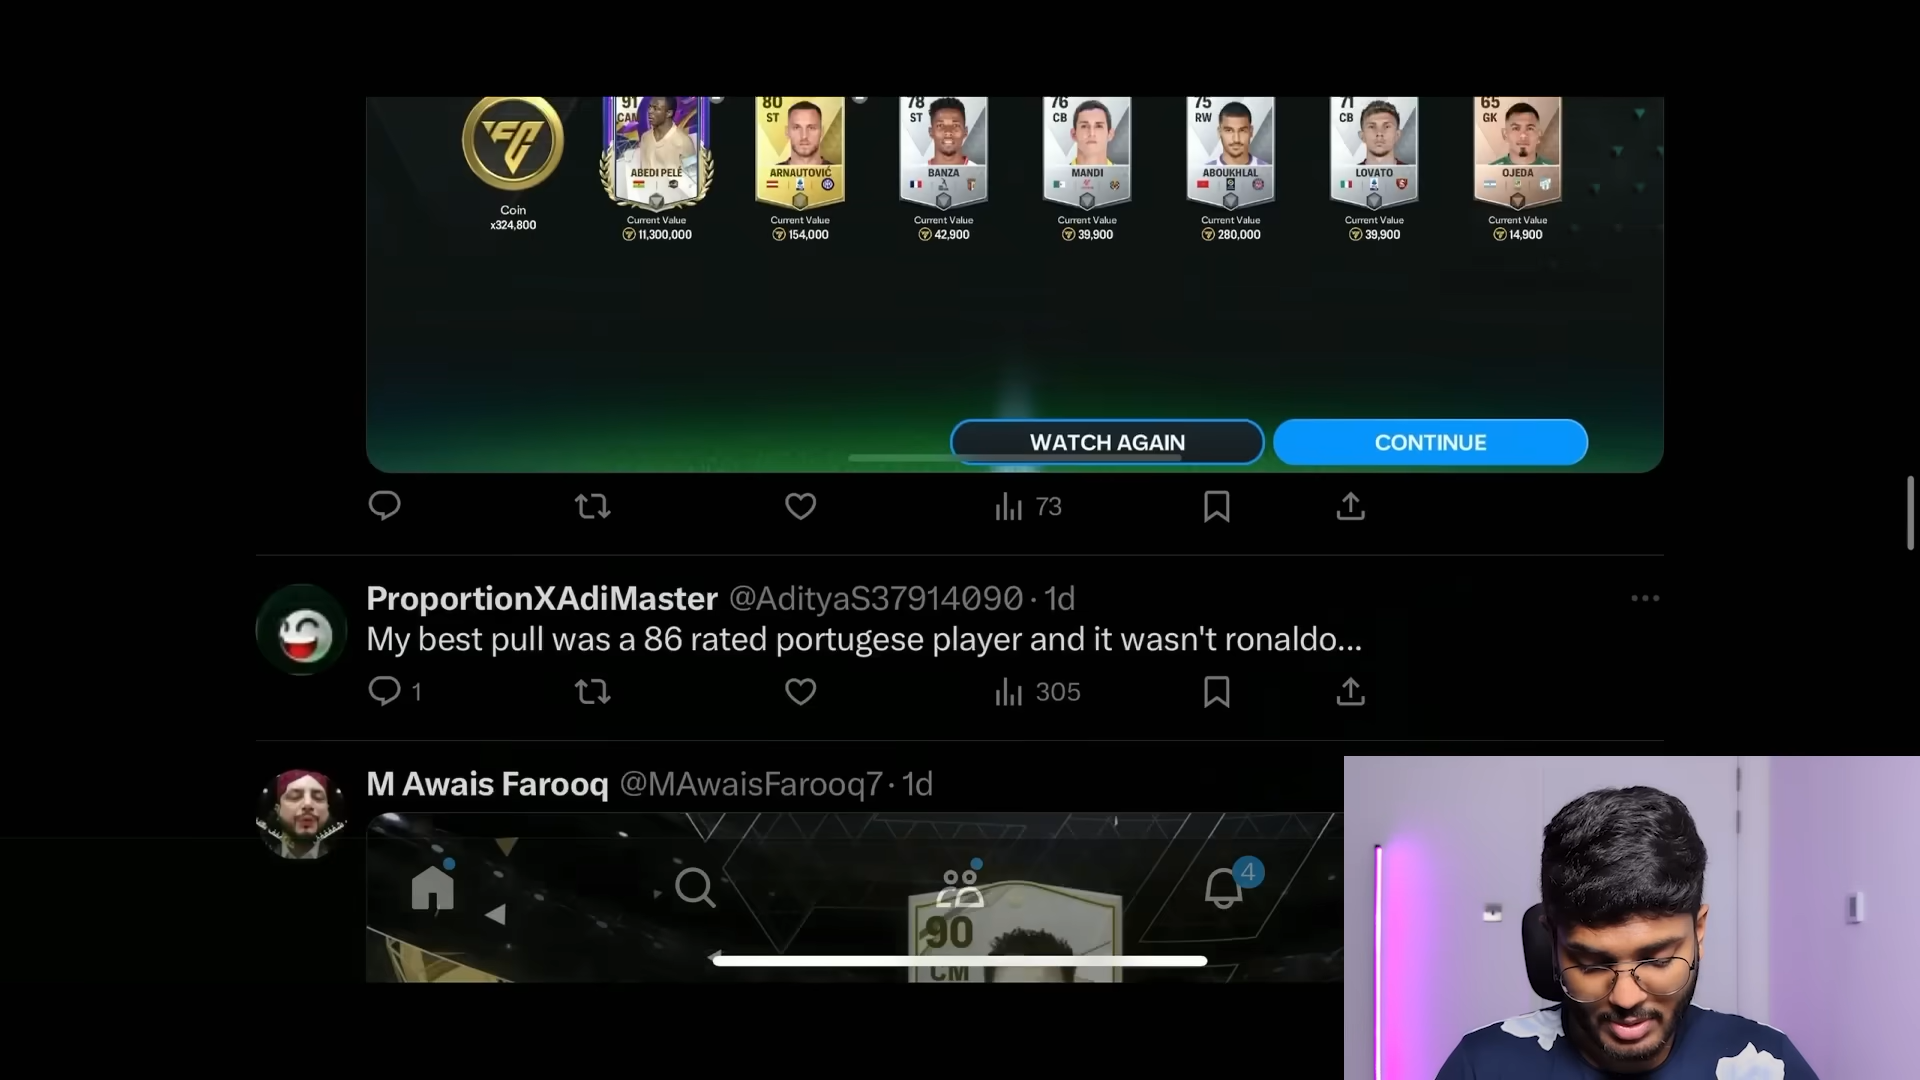 91 80 78 76 75 71 65
CAM ST ST CB RW CB GK
ABEDI PELÉ ARNAUTOVIĆ BANZA MANDI ABOUKHLAL LOVATO OJEDA
Coin
x324,800
Current Value Current Value Current Value Current Value Current Value Current Value Current Value
11,300,000 154,000 42,900 39,900 280,000 39,900 14,900
WATCH AGAIN CONTINUE
73
ProportionXAdiMaster @AdityaS37914090 · 1d
My best pull was a 86 rated portugese player and it wasn't ronaldo...
1 305
M Awais Farooq @MAwaisFarooq7 · 1d
4
90
CM